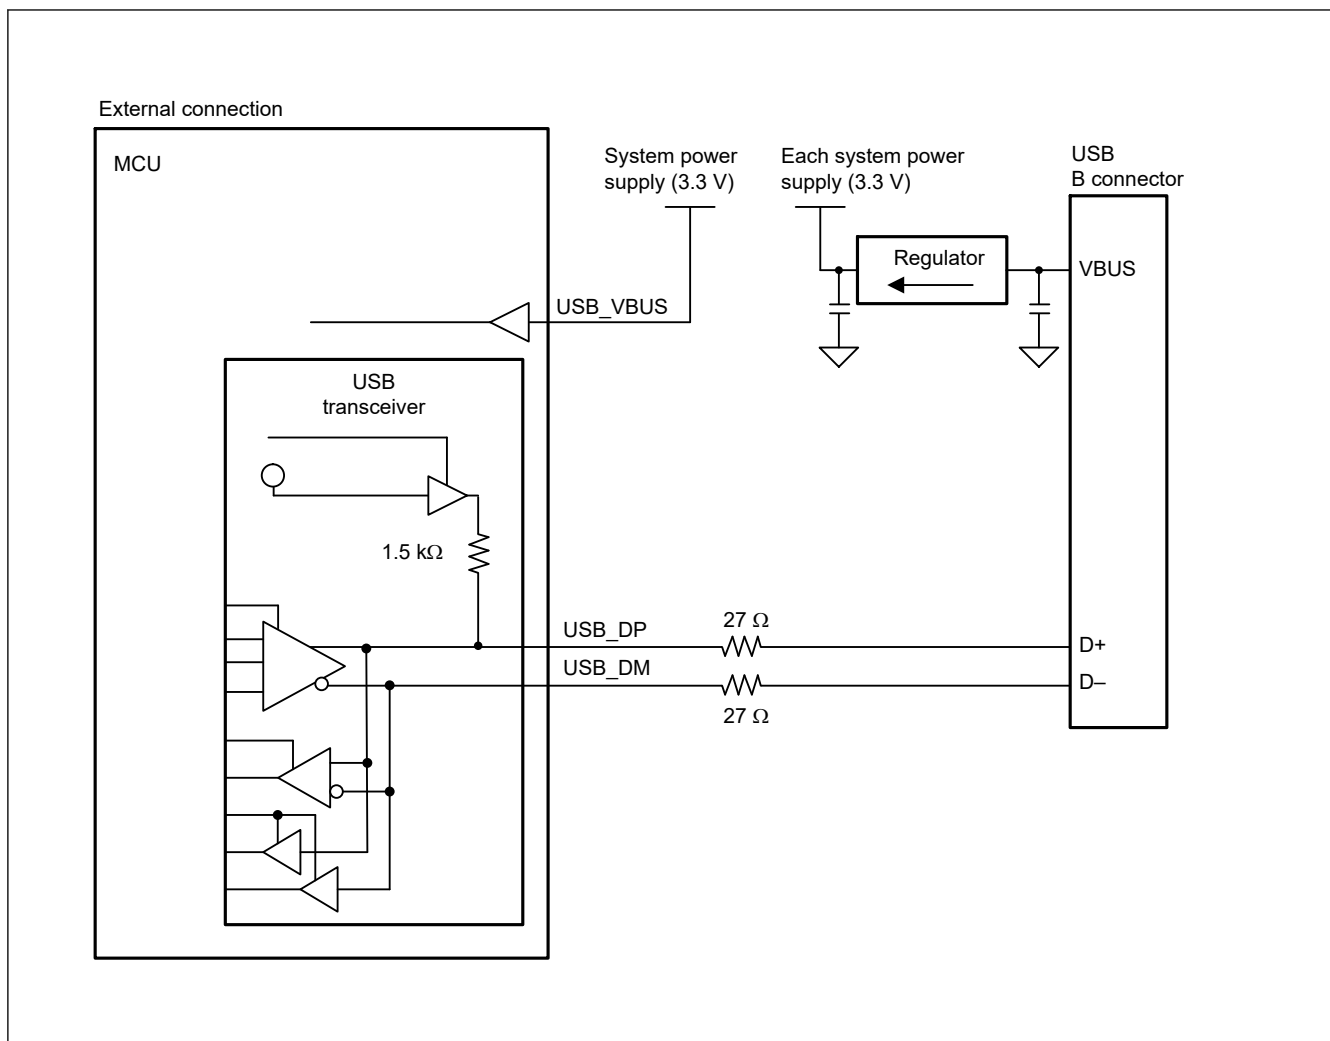 External connection
MCU
System power
supply (3.3 V)
Each system power
supply (3.3 V)
USB
B connector
Regulator
VBUS
USB_VBUS
USB
transceiver
1.5 kΩ
USB_DP
27 Ω
D+
USB_DM
D–
27 Ω